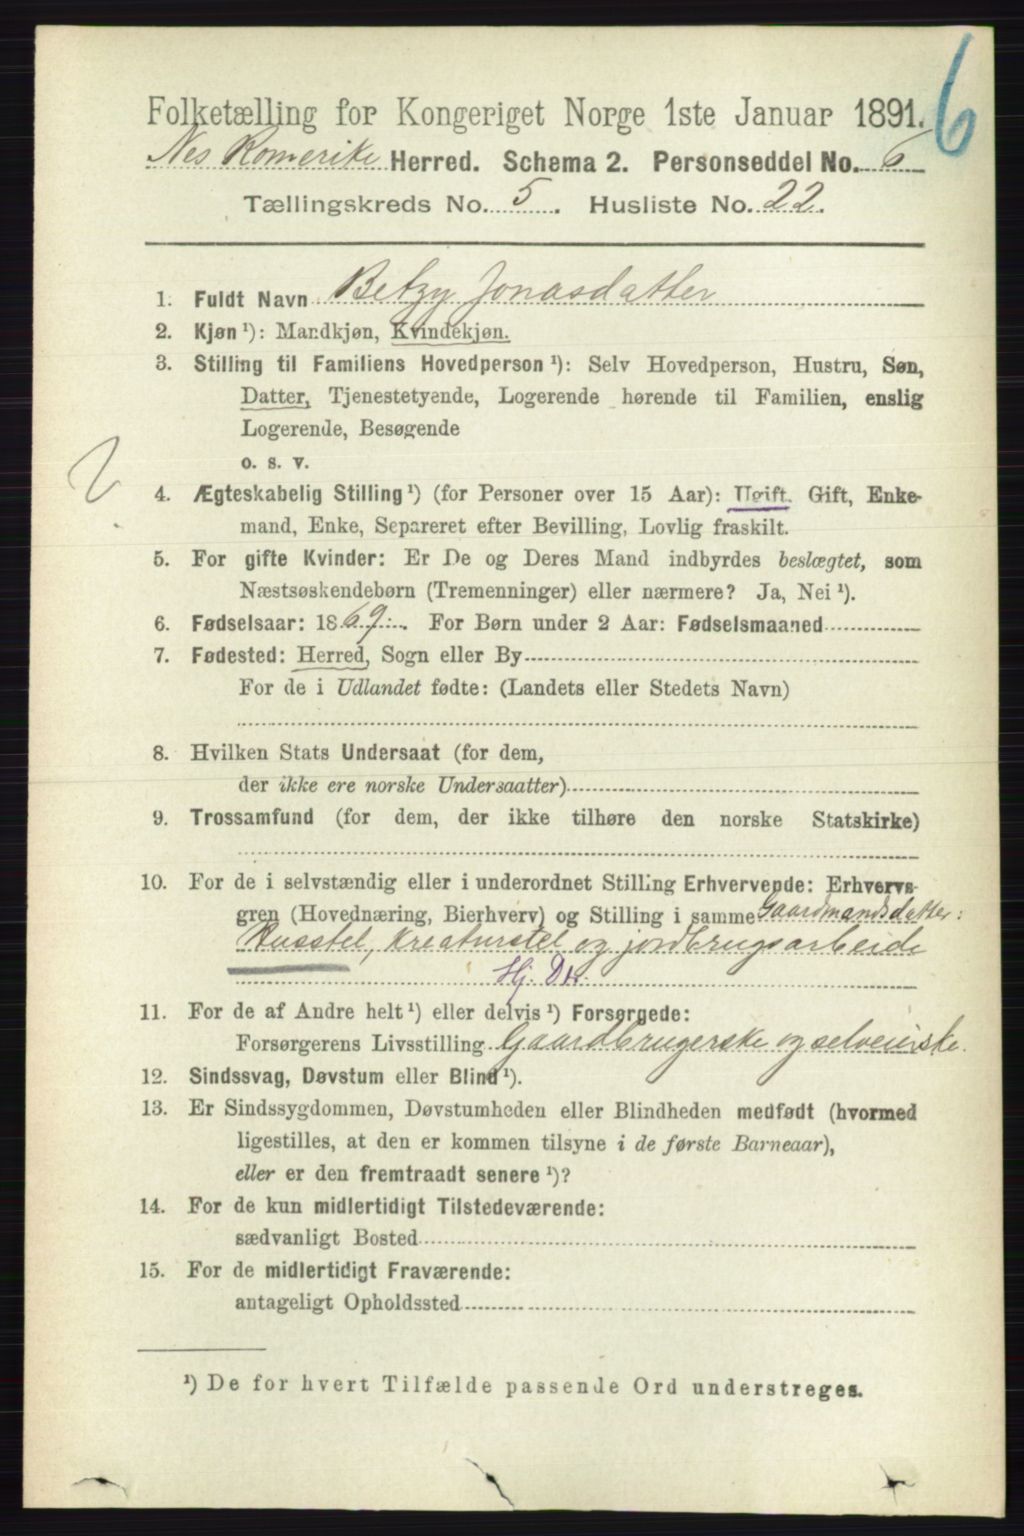 6
Folketælling for Kongeriget Norge 1ste Januar 1891.
Nes Romerike Herred. Schema 2. Personseddel No. 6
Tællingskreds No. 5. Husliste No. 22.
1. Fuldt Navn Betzy Jonasdatter
2. Kjøn ¹): Mandkjøn, Kvindekjøn.
3. Stilling til Familiens Hovedperson ¹): Selv Hovedperson, Hustru, Søn,
Datter, Tjenestetyende, Logerende hørende til Familien, enslig
Logerende, Besøgende
o. s. v.
4. Ægteskabelig Stilling ¹) (for Personer over 15 Aar): Ugift, Gift, Enke-
mand, Enke, Separeret efter Bevilling, Lovlig fraskilt.
5. For gifte Kvinder: Er De og Deres Mand indbyrdes beslægtet, som
Næstsøskendebørn (Tremenninger) eller nærmere? Ja, Nei ¹).
6. Fødselsaar: 1869. For Børn under 2 Aar: Fødselsmaaned
7. Fødested: Herred, Sogn eller By
For de i Udlandet fødte: (Landets eller Stedets Navn)
8. Hvilken Stats Undersaat (for dem,
der ikke ere norske Undersaatter)
9. Trossamfund (for dem, der ikke tilhøre den norske Statskirke)
10. For de i selvstændig eller i underordnet Stilling Erhvervende: Erhvervs-
gren (Hovednæring, Bierhverv) og Stilling i samme Gaardmandsdatter:
Husstel, kreaturstel og jordbrugsarbeide
Hj. Dtr.
11. For de af Andre helt ¹) eller delvis ¹) Forsørgede:
Forsørgerens Livsstilling Gaardbrugerske og selveierske.
12. Sindssvag, Døvstum eller Blind ¹).
13. Er Sindssygdommen, Døvstumheden eller Blindheden medfødt (hvormed
ligestilles, at den er kommen tilsyne i de første Barneaar),
eller er den fremtraadt senere ¹)?
14. For de kun midlertidigt Tilstedeværende:
sædvanligt Bosted
15. For de midlertidigt Fraværende:
antageligt Opholdssted
¹) De for hvert Tilfælde passende Ord understreges.